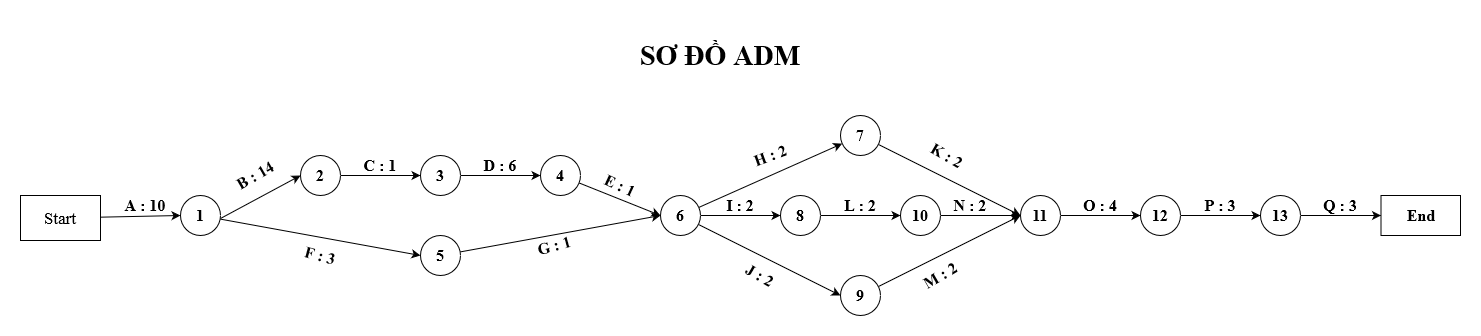 SƠ ĐỒ ADM
Start
A : 10
1
B : 14
2
C : 1
3
D : 6
4
E : 1
F : 3
5
G : 1
6
H : 2
7
K : 2
I : 2
8
L : 2
10
N : 2
J : 2
9
M : 2
11
O : 4
12
P : 3
13
Q : 3
End